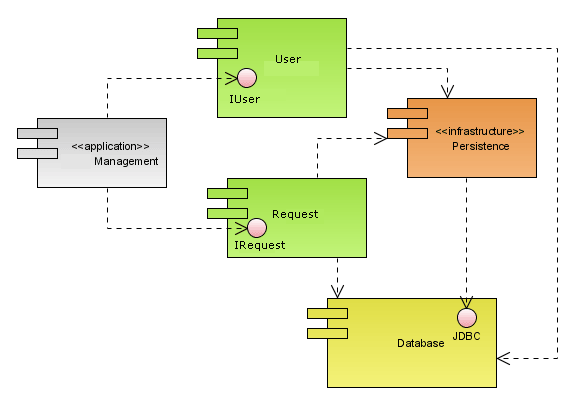 User
IUser
<<application>>
Management
<<infrastructure>>
Persistence
Request
IRequest
Database
JDBC